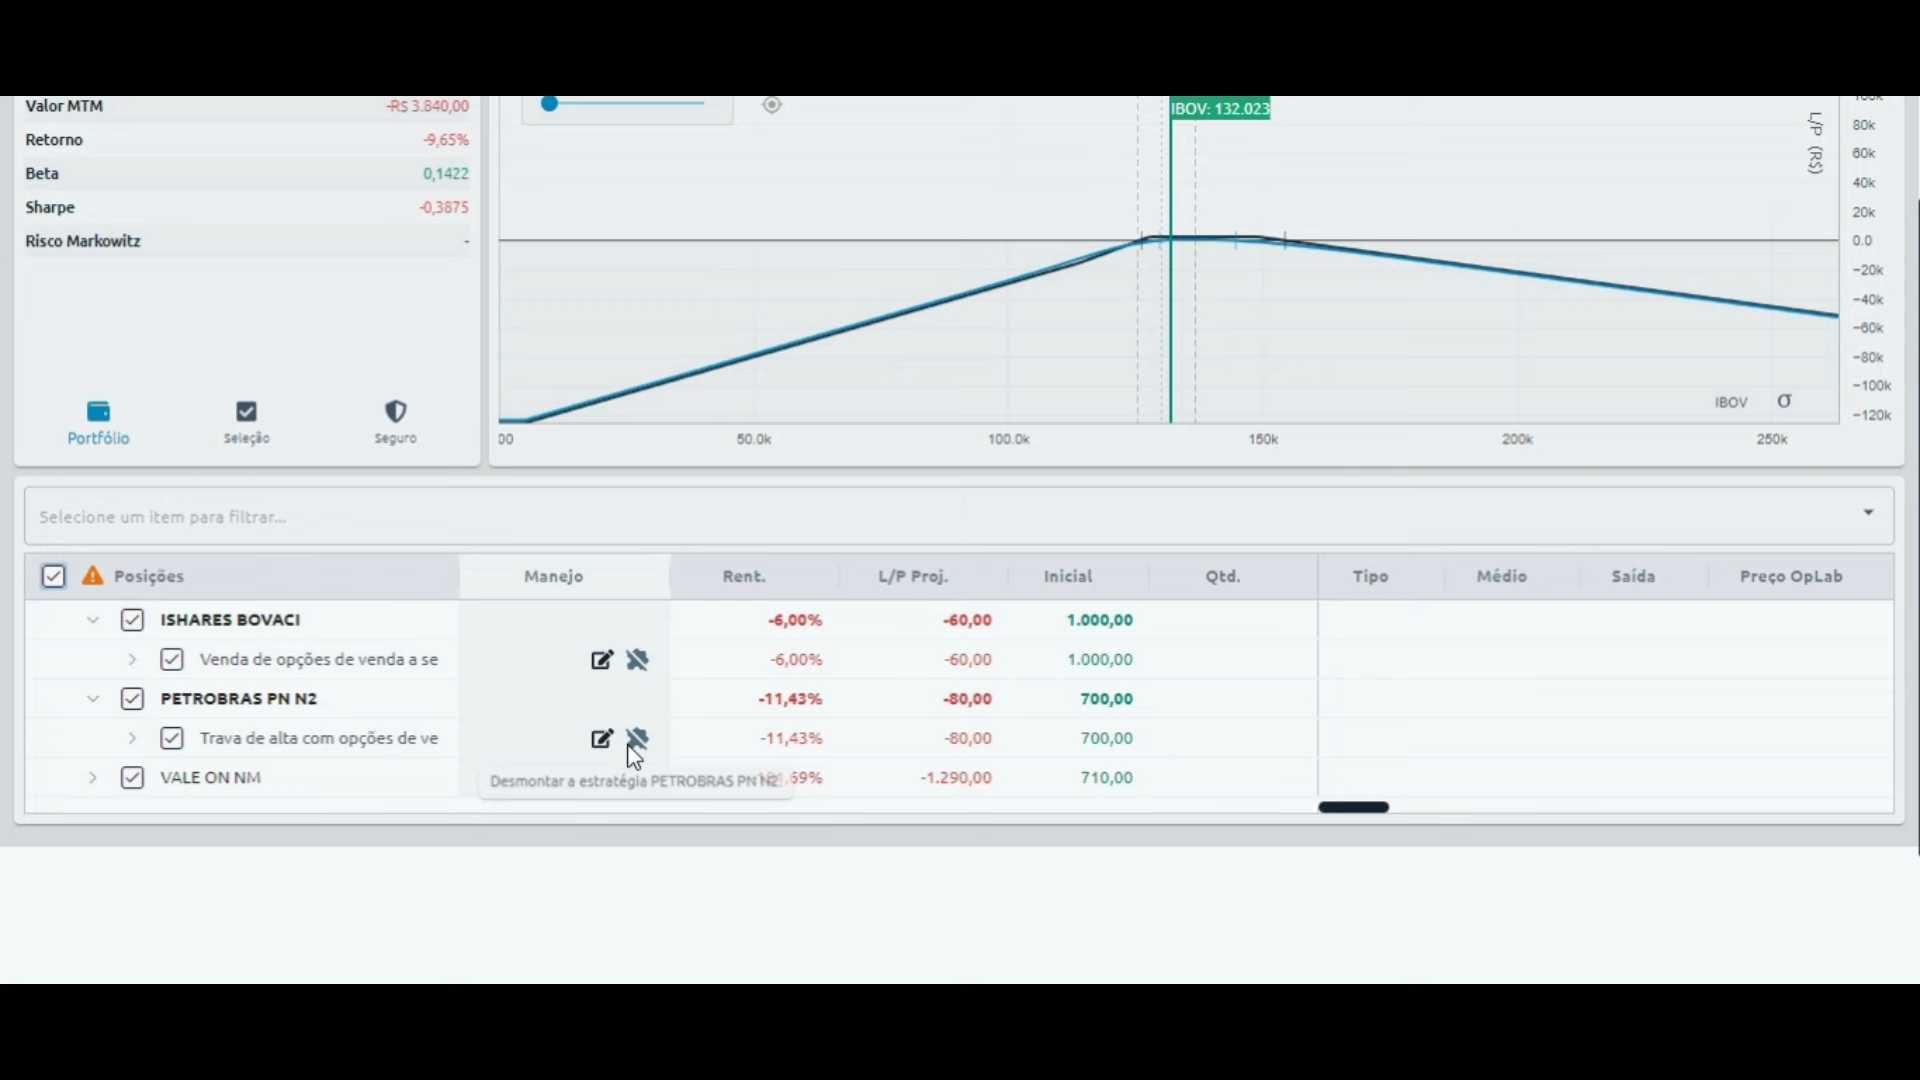 Valor MTM -R$ 3.840,00
Retorno -9,65%
Beta 0,1422
Sharpe -0,3875
Risco Markowitz -
Portfólio Seleção Seguro
IBOV: 132.023
L/P (R$)
100k
80k
60k
40k
20k
0.0
−20k
−40k
−60k
−80k
−100k
−120k
IBOV σ
00 50.0k 100.0k 150k 200k 250k
Selecione um item para filtrar...
Posições Manejo Rent. L/P Proj. Inicial Qtd. Tipo Médio Saída Preço OpLab
ISHARES BOVACI -6,00% -60,00 1.000,00
Venda de opções de venda a se -6,00% -60,00 1.000,00
PETROBRAS PN N2 -11,43% -80,00 700,00
Trava de alta com opções de ve -11,43% -80,00 700,00
VALE ON NM ,69% -1.290,00 710,00
Desmontar a estratégia PETROBRAS PN N2